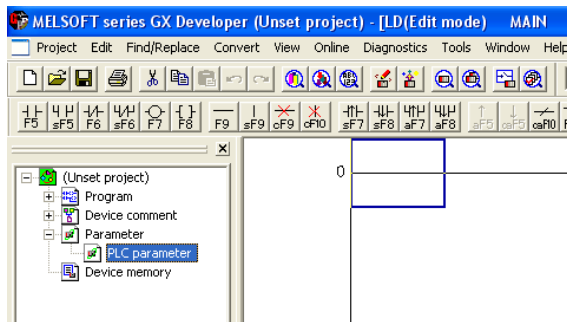 MELSOFT series GX Developer (Unset project) - [LD(Edit mode) MAIN
Project Edit Find/Replace Convert View Online Diagnostics Tools Window Help
F5 sF5 F6 sF6 F7 F8 F9 sF9 cF9 cF10 sF7 sF8 aF7 aF8 aF5 caF5 caF10
(Unset project)
Program
Device comment
Parameter
PLC parameter
Device memory
0